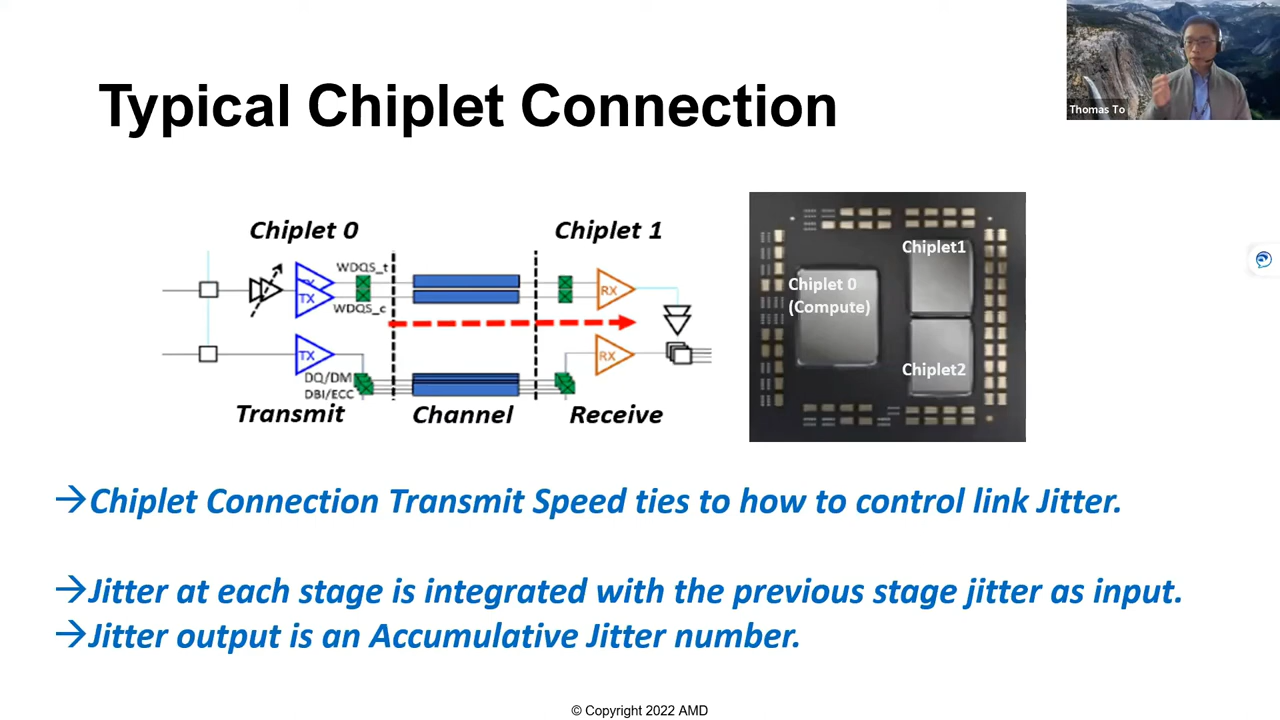 Typical Chiplet Connection
Thomas To
Chiplet 0
Chiplet 1
WDQS_t
TX
TX
WDQS_c
RX
TX
RX
DQ/DM
DBI/ECC
Transmit
Channel
Receive
Chiplet1
Chiplet 0
(Compute)
Chiplet2
→Chiplet Connection Transmit Speed ties to how to control link Jitter.
→Jitter at each stage is integrated with the previous stage jitter as input.
→Jitter output is an Accumulative Jitter number.
© Copyright 2022 AMD